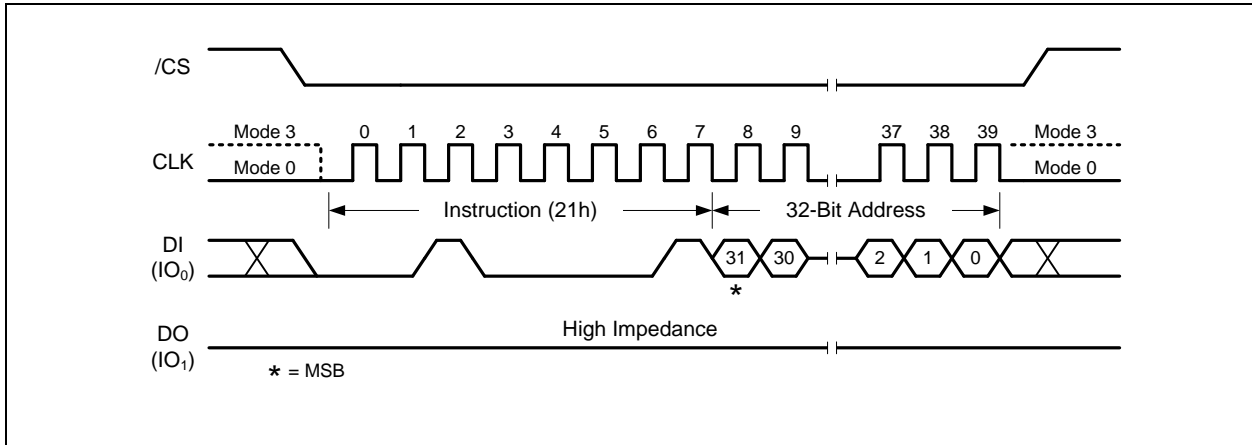 /CS
Mode 3 0 1 2 3 4 5 6 7 8 9 37 38 39 Mode 3
CLK
Mode 0 Mode 0
Instruction (21h) 32-Bit Address
DI
(IO₀)
31 30 2 1 0
*
High Impedance
DO
(IO₁)
* = MSB